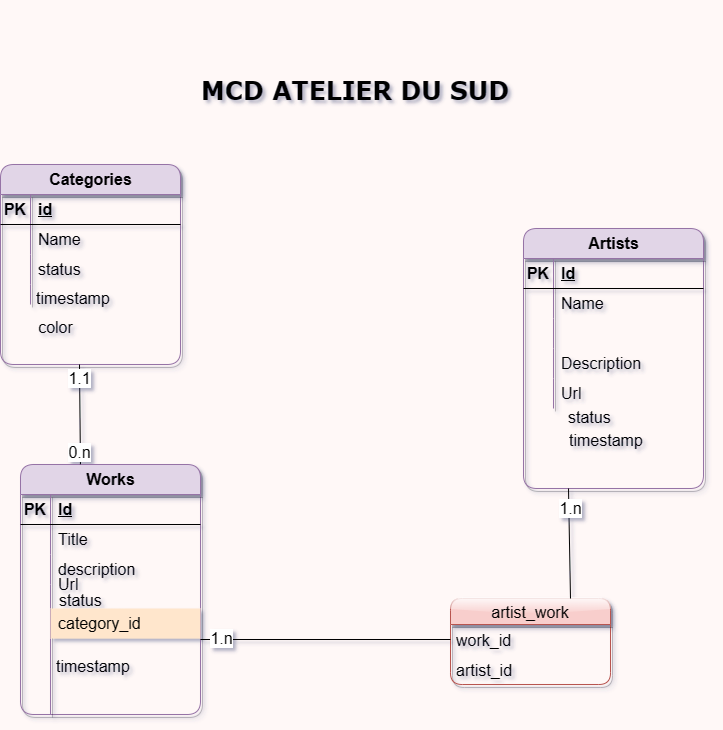 MCD ATELIER DU SUD
Categories
PK id
Name
status
timestamp
color
1.1
0.n
Works
PK Id
Title
description
Url
status
category_id
timestamp
1.n
Artists
PK Id
Name
Description
Url
status
timestamp
1.n
artist_work
work_id
artist_id